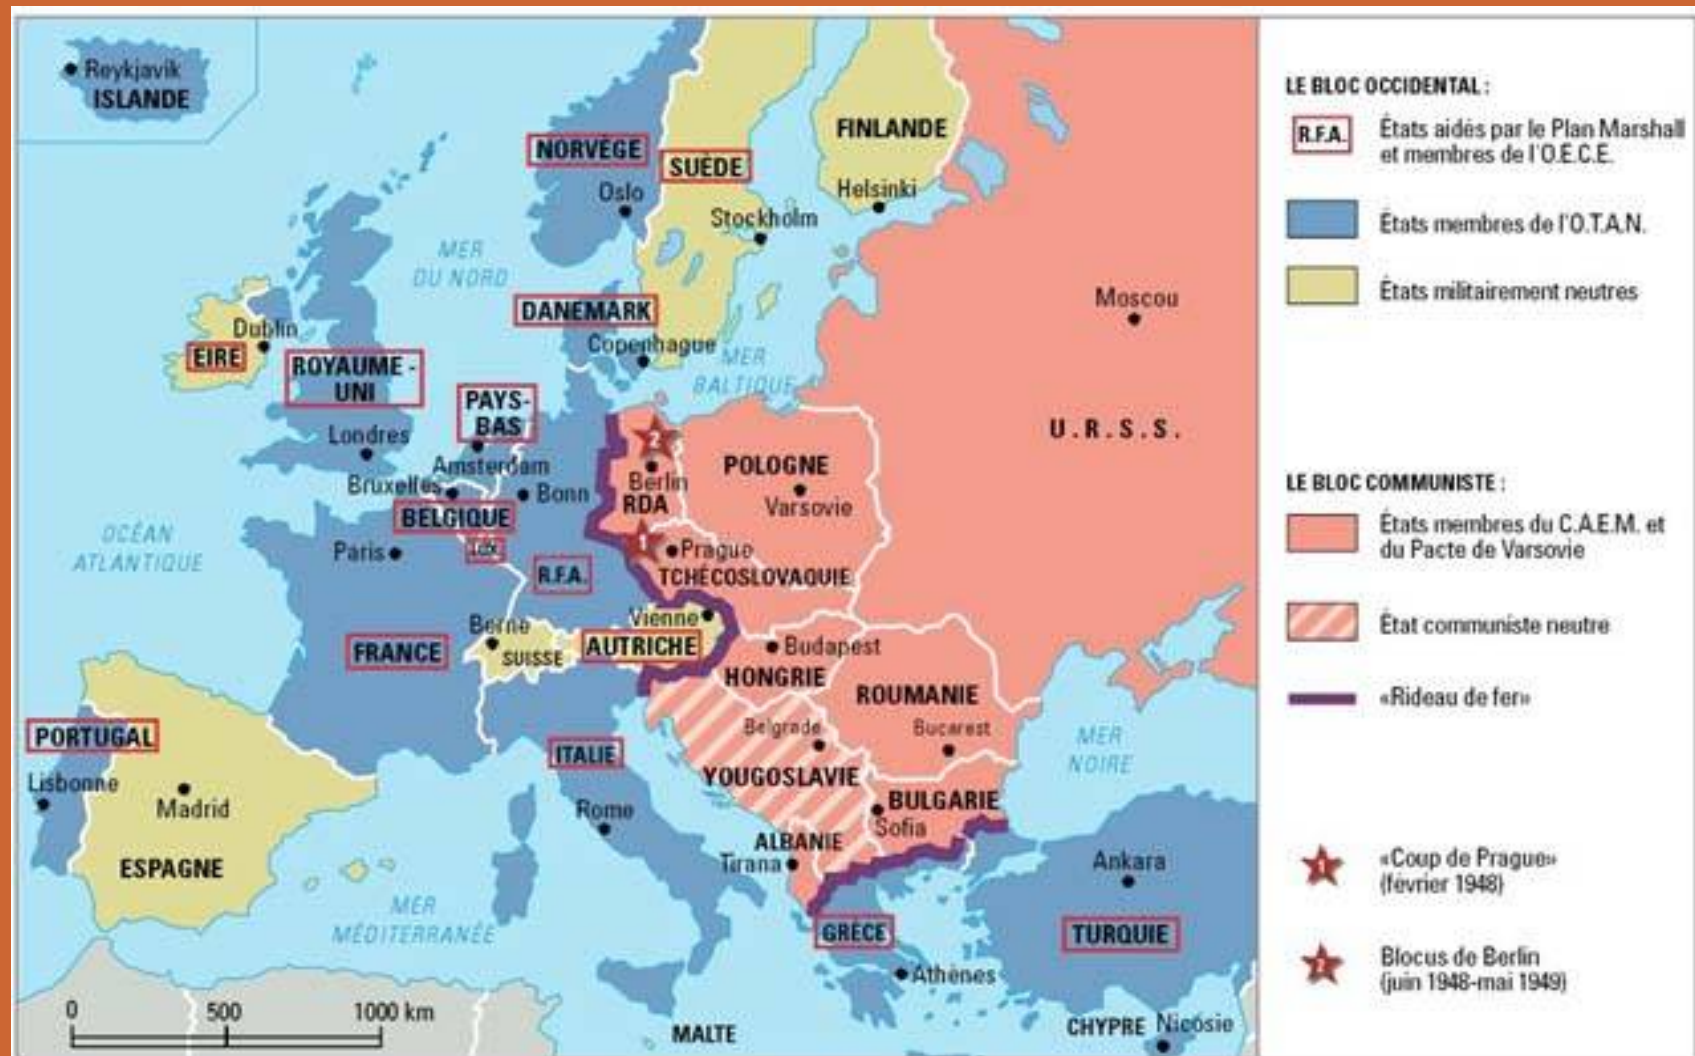 Reykjavik
ISLANDE
NORVÈGE
Oslo
SUÈDE
Stockholm
FINLANDE
Helsinki
MER
DU NORD
DANEMARK
Copenhague
MER
BALTIQUE
Moscou
U.R.S.S.
Dublin
EIRE
ROYAUME-
UNI
Londres
PAYS-
BAS
Amsterdam
Bruxelles
BELGIQUE
Lux.
Bonn
R.F.A.
2
Berlin
RDA
POLOGNE
Varsovie
1
Prague
TCHÉCOSLOVAQUIE
OCÉAN
ATLANTIQUE
Paris
FRANCE
Berne
SUISSE
Vienne
AUTRICHE
Budapest
HONGRIE
ROUMANIE
Bucarest
Belgrade
YOUGOSLAVIE
BULGARIE
Sofia
ALBANIE
Tirana
MER
NOIRE
PORTUGAL
Lisbonne
Madrid
ESPAGNE
ITALIE
Rome
MER
MÉDITERRANÉE
GRÈCE
Athènes
Ankara
TURQUIE
MALTE
CHYPRE
Nicosie
0 500 1000 km
LE BLOC OCCIDENTAL :
R.F.A.
États aidés par le Plan Marshall
et membres de l'O.E.C.E.
États membres de l'O.T.A.N.
États militairement neutres
LE BLOC COMMUNISTE :
États membres du C.A.E.M. et
du Pacte de Varsovie
État communiste neutre
«Rideau de fer»
1
«Coup de Prague»
(février 1948)
2
Blocus de Berlin
(juin 1948-mai 1949)